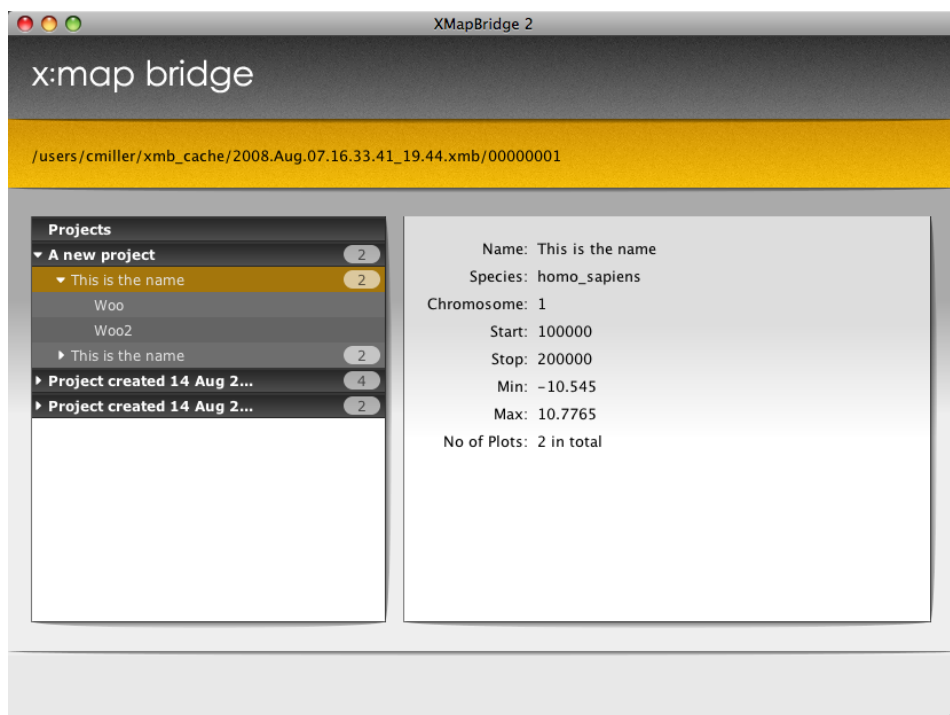 XMapBridge 2
x:map bridge
/users/cmiller/xmb_cache/2008.Aug.07.16.33.41_19.44.xmb/00000001
Projects
A new project 2
This is the name 2
Woo
Woo2
This is the name 2
Project created 14 Aug 2... 4
Project created 14 Aug 2... 2
Name: This is the name
Species: homo_sapiens
Chromosome: 1
Start: 100000
Stop: 200000
Min: -10.545
Max: 10.7765
No of Plots: 2 in total